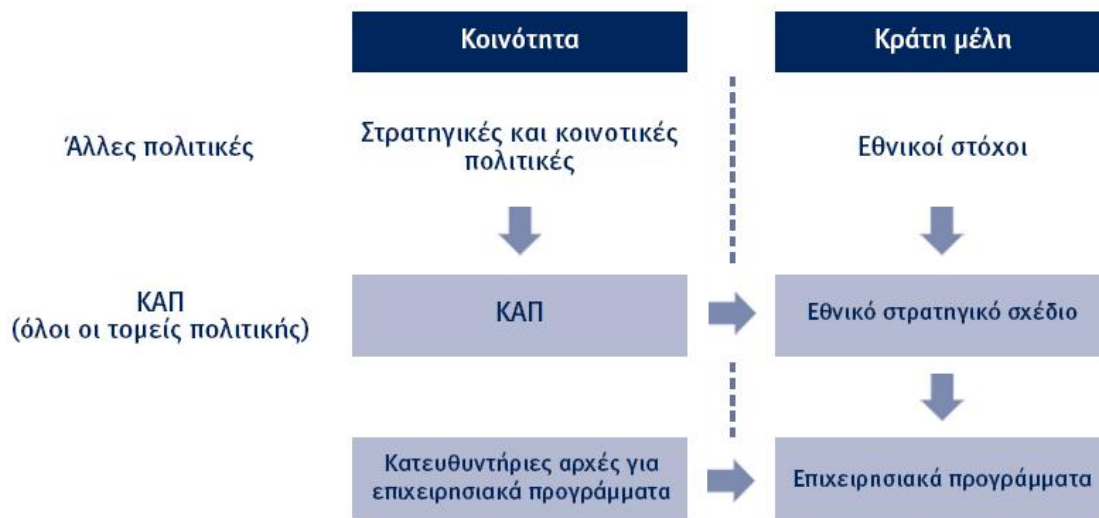 Κοινότητα
Κράτη μέλη
Άλλες πολιτικές
Στρατηγικές και κοινοτικές
πολιτικές
Εθνικοί στόχοι
ΚΑΠ
(όλοι οι τομείς πολιτικής)
ΚΑΠ
Εθνικό στρατηγικό σχέδιο
Κατευθυντήριες αρχές για
επιχειρησιακά προγράμματα
Επιχειρησιακά προγράμματα